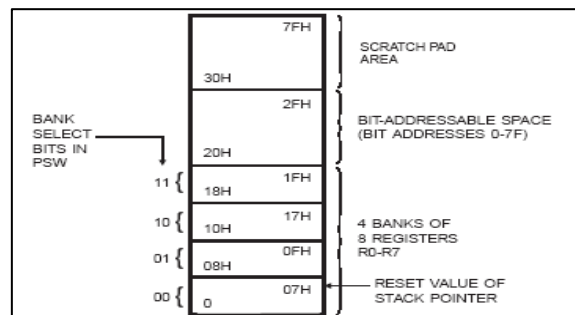 7FH
SCRATCH PAD
AREA
30H
2FH
BANK
SELECT
BITS IN
PSW
BIT-ADDRESSABLE SPACE
(BIT ADDRESSES 0-7F)
20H
11 {
1FH
18H
10 {
17H
10H
4 BANKS OF
8 REGISTERS
R0-R7
01 {
0FH
08H
00 {
07H
0
RESET VALUE OF
STACK POINTER